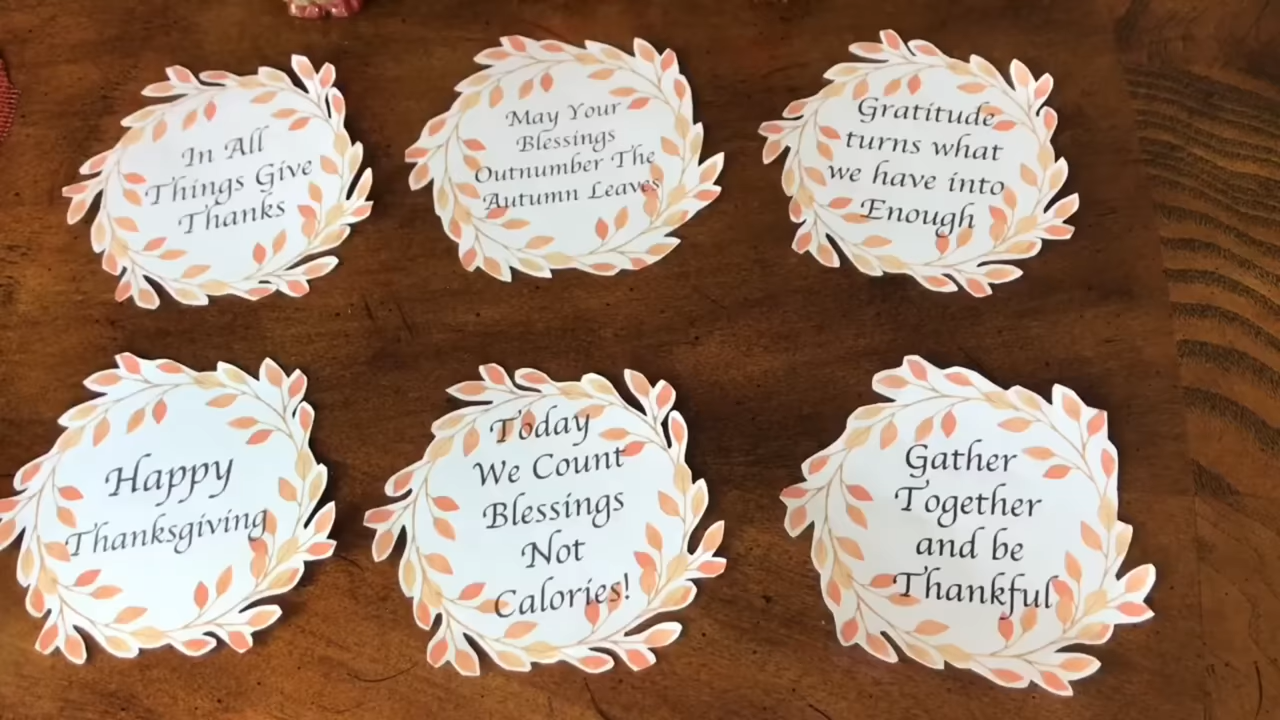 In All
Things Give
Thanks
May Your
Blessings
Outnumber The
Autumn Leaves
Gratitude
turns what
we have into
Enough
Happy
Thanksgiving
Today
We Count
Blessings
Not
Calories!
Gather
Together
and be
Thankful